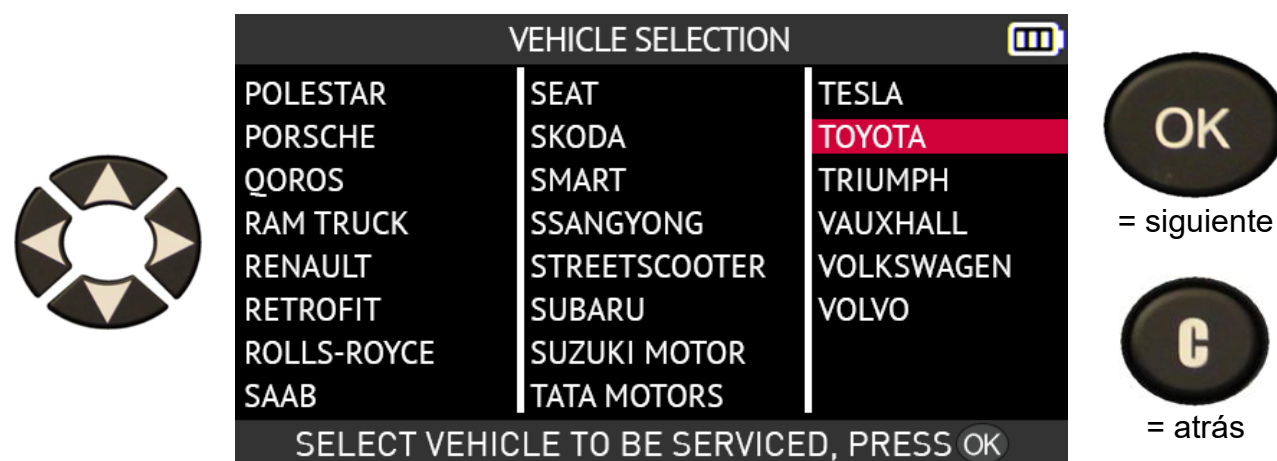 VEHICLE SELECTION
POLESTAR
PORSCHE
QOROS
RAM TRUCK
RENAULT
RETROFIT
ROLLS-ROYCE
SAAB
SEAT
SKODA
SMART
SSANGYONG
STREETSCOOTER
SUBARU
SUZUKI MOTOR
TATA MOTORS
TESLA
TOYOTA
TRIUMPH
VAUXHALL
VOLKSWAGEN
VOLVO
SELECT VEHICLE TO BE SERVICED, PRESS OK
OK
= siguiente
C
= atrás